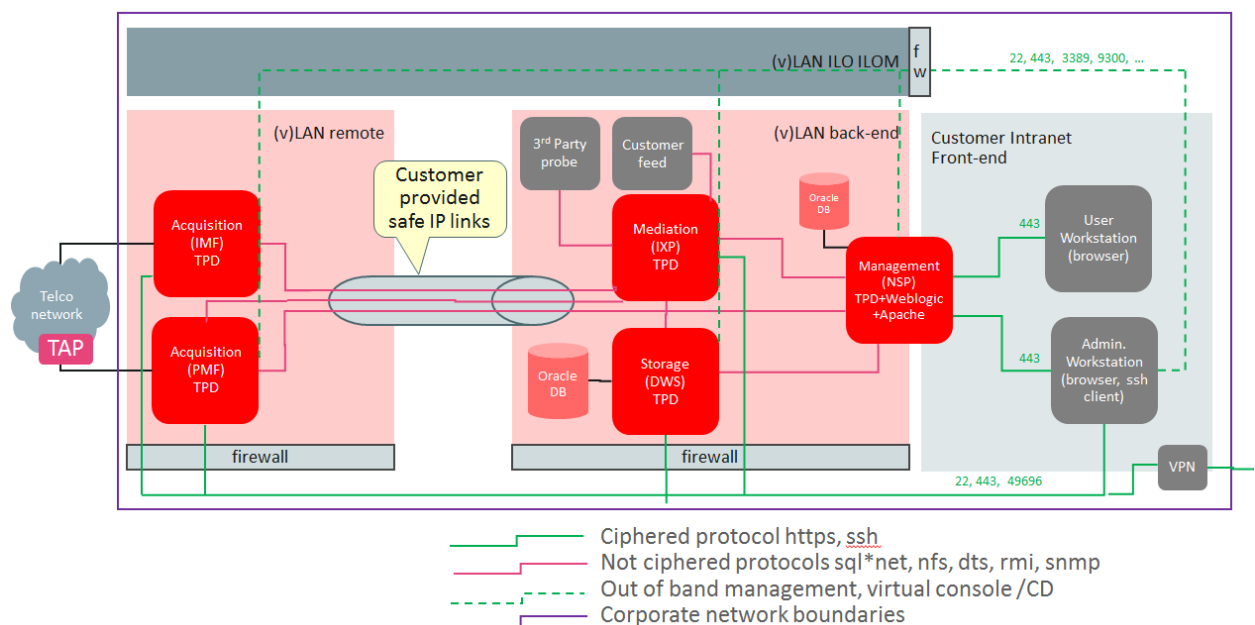 (v)LAN ILO ILOM
f
w
22, 443, 3389, 9300, ...
(v)LAN remote
(v)LAN back-end
Customer Intranet
Front-end
3rd Party
probe
Customer
feed
Customer
provided
safe IP links
Oracle
DB
Acquisition
(IMF)
TPD
Mediation
(IXP)
TPD
Management
(NSP)
TPD+Weblogic
+Apache
443
User
Workstation
(browser)
Telco
network
TAP
Acquisition
(PMF)
TPD
Oracle
DB
Storage
(DWS)
TPD
443
Admin.
Workstation
(browser, ssh
client)
firewall
firewall
VPN
22, 443, 49696
Ciphered protocol https, ssh
Not ciphered protocols sql*net, nfs, dts, rmi, snmp
Out of band management, virtual console /CD
Corporate network boundaries